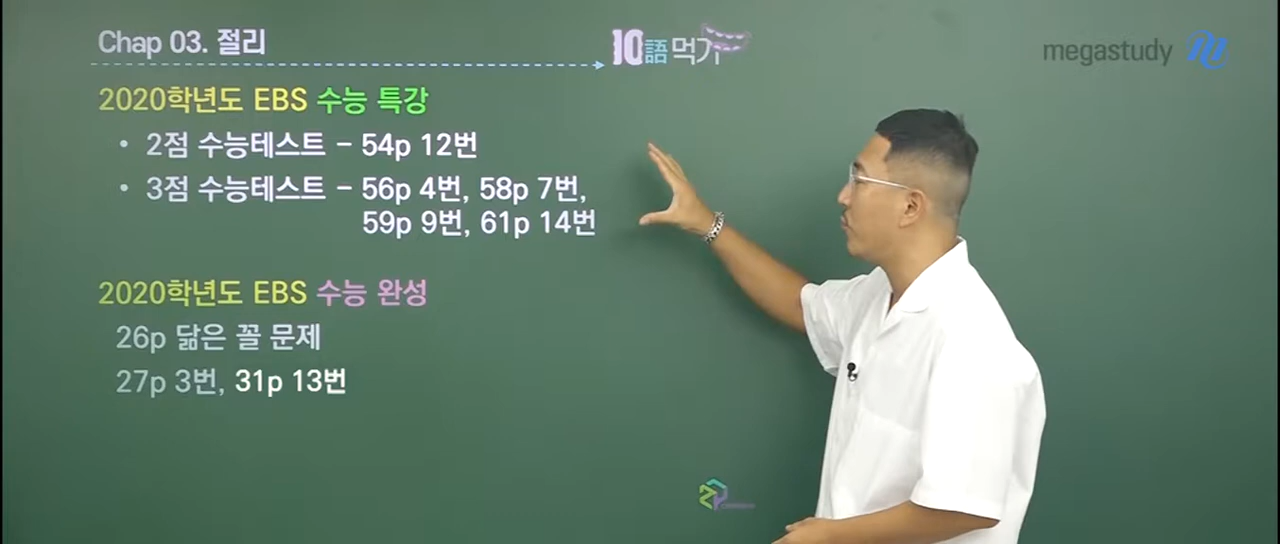 Chap 03. 절리
10語먹기
megastudy
2020학년도 EBS 수능 특강
• 2점 수능테스트 - 54p 12번
• 3점 수능테스트 - 56p 4번, 58p 7번,
59p 9번, 61p 14번
2020학년도 EBS 수능 완성
26p 닮은 꼴 문제
27p 3번, 31p 13번